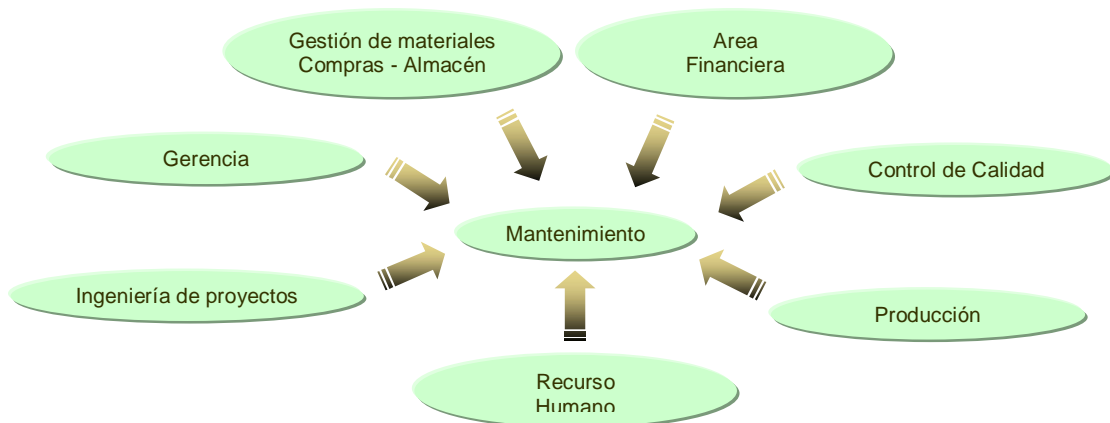 Gestión de materiales
Compras - Almacén
Area
Financiera
Gerencia
Control de Calidad
Mantenimiento
Ingeniería de proyectos
Producción
Recurso
Humano